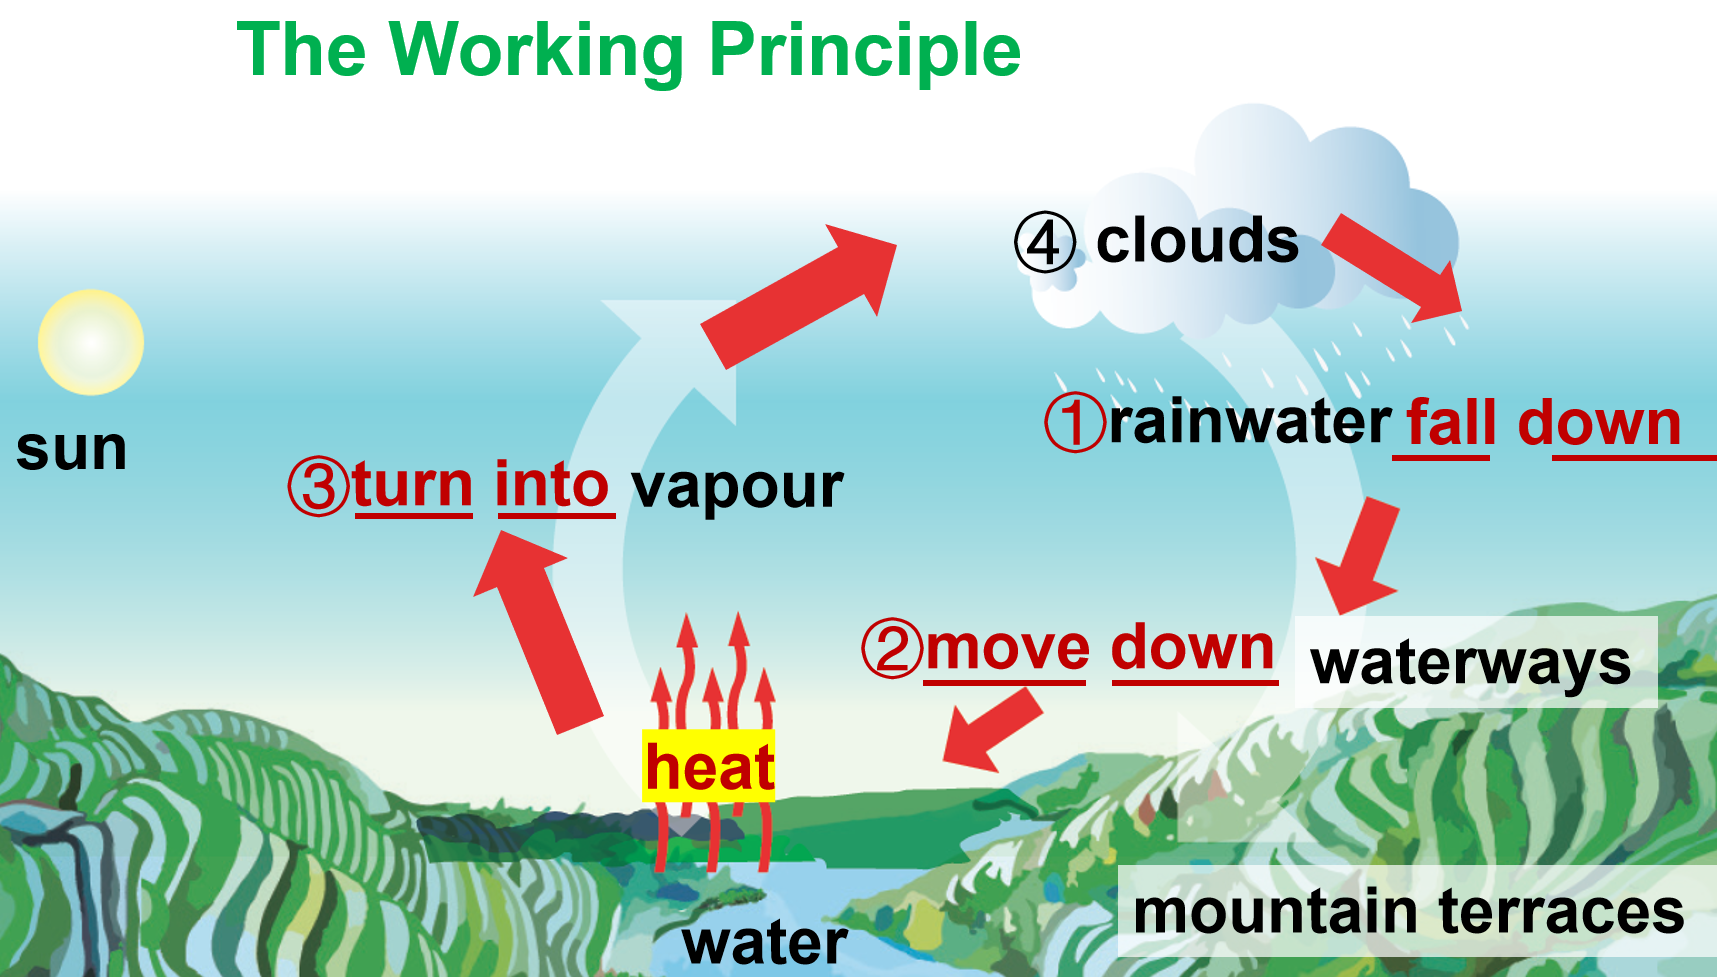 The Working Principle
④ clouds
①rainwater fall down
sun
③turn into vapour
②move down
waterways
heat
mountain terraces
water